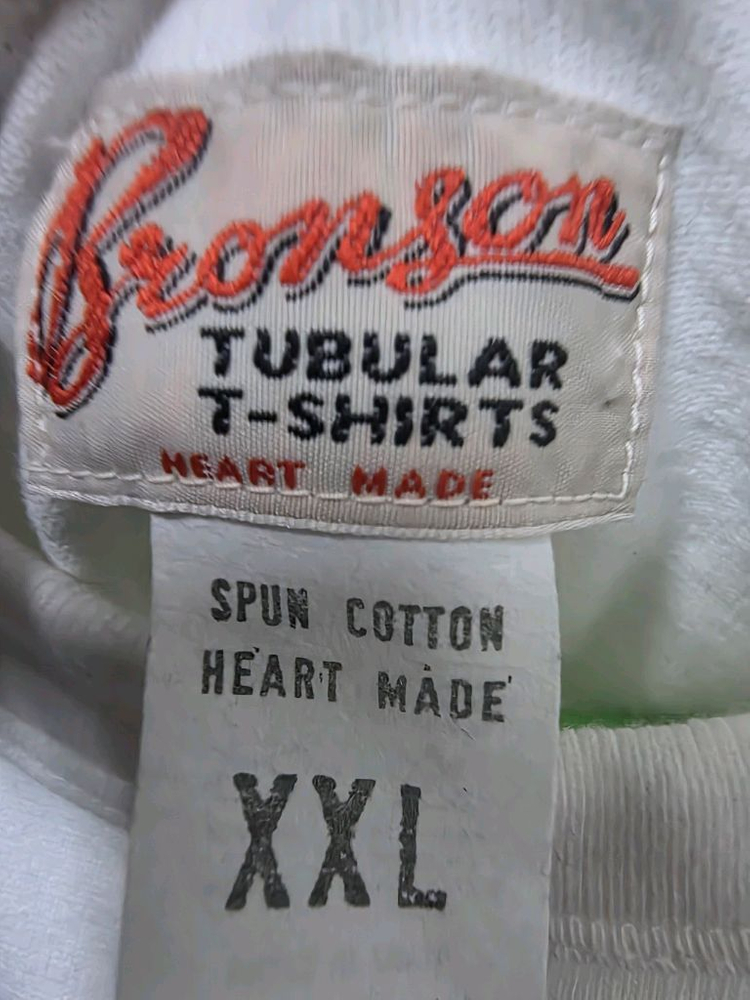 Bronson
TUBULAR
T-SHIRTS
HEART MADE
SPUN COTTON
HEART MADE
XXL